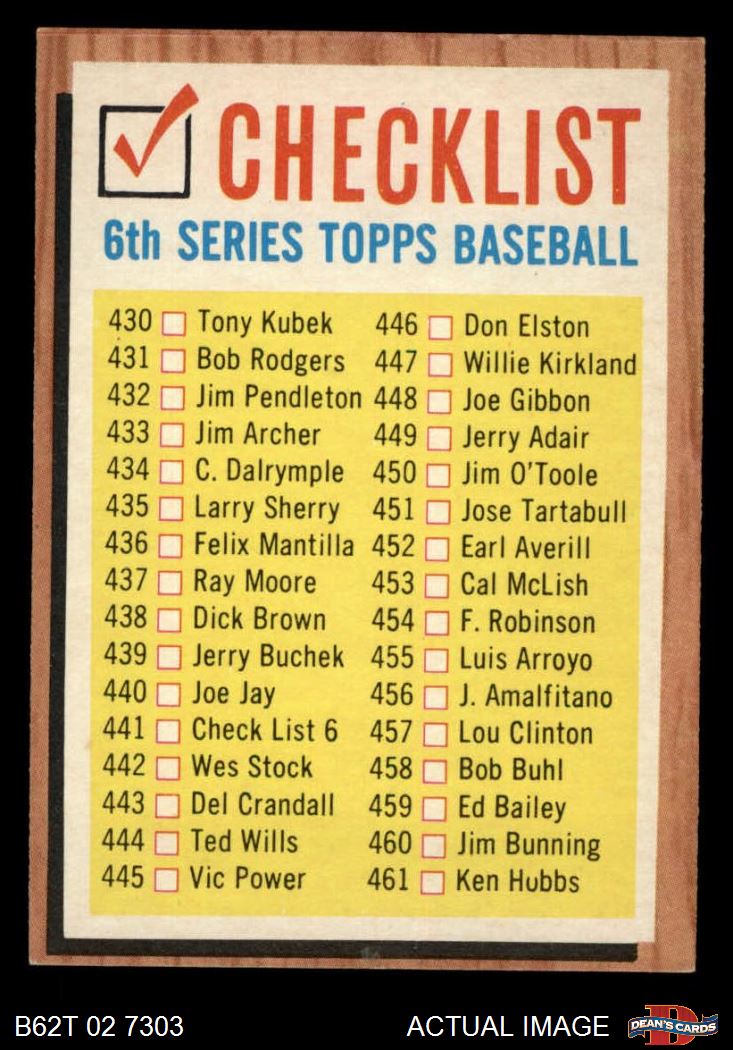 CHECKLIST
6th SERIES TOPPS BASEBALL
430 Tony Kubek
431 Bob Rodgers
432 Jim Pendleton
433 Jim Archer
434 C. Dalrymple
435 Larry Sherry
436 Felix Mantilla
437 Ray Moore
438 Dick Brown
439 Jerry Buchek
440 Joe Jay
441 Check List 6
442 Wes Stock
443 Del Crandall
444 Ted Wills
445 Vic Power
446 Don Elston
447 Willie Kirkland
448 Joe Gibbon
449 Jerry Adair
450 Jim O'Toole
451 Jose Tartabull
452 Earl Averill
453 Cal McLish
454 F. Robinson
455 Luis Arroyo
456 J. Amalfitano
457 Lou Clinton
458 Bob Buhl
459 Ed Bailey
460 Jim Bunning
461 Ken Hubbs
B62T 02 7303
ACTUAL IMAGE
D
DEAN'S CARDS